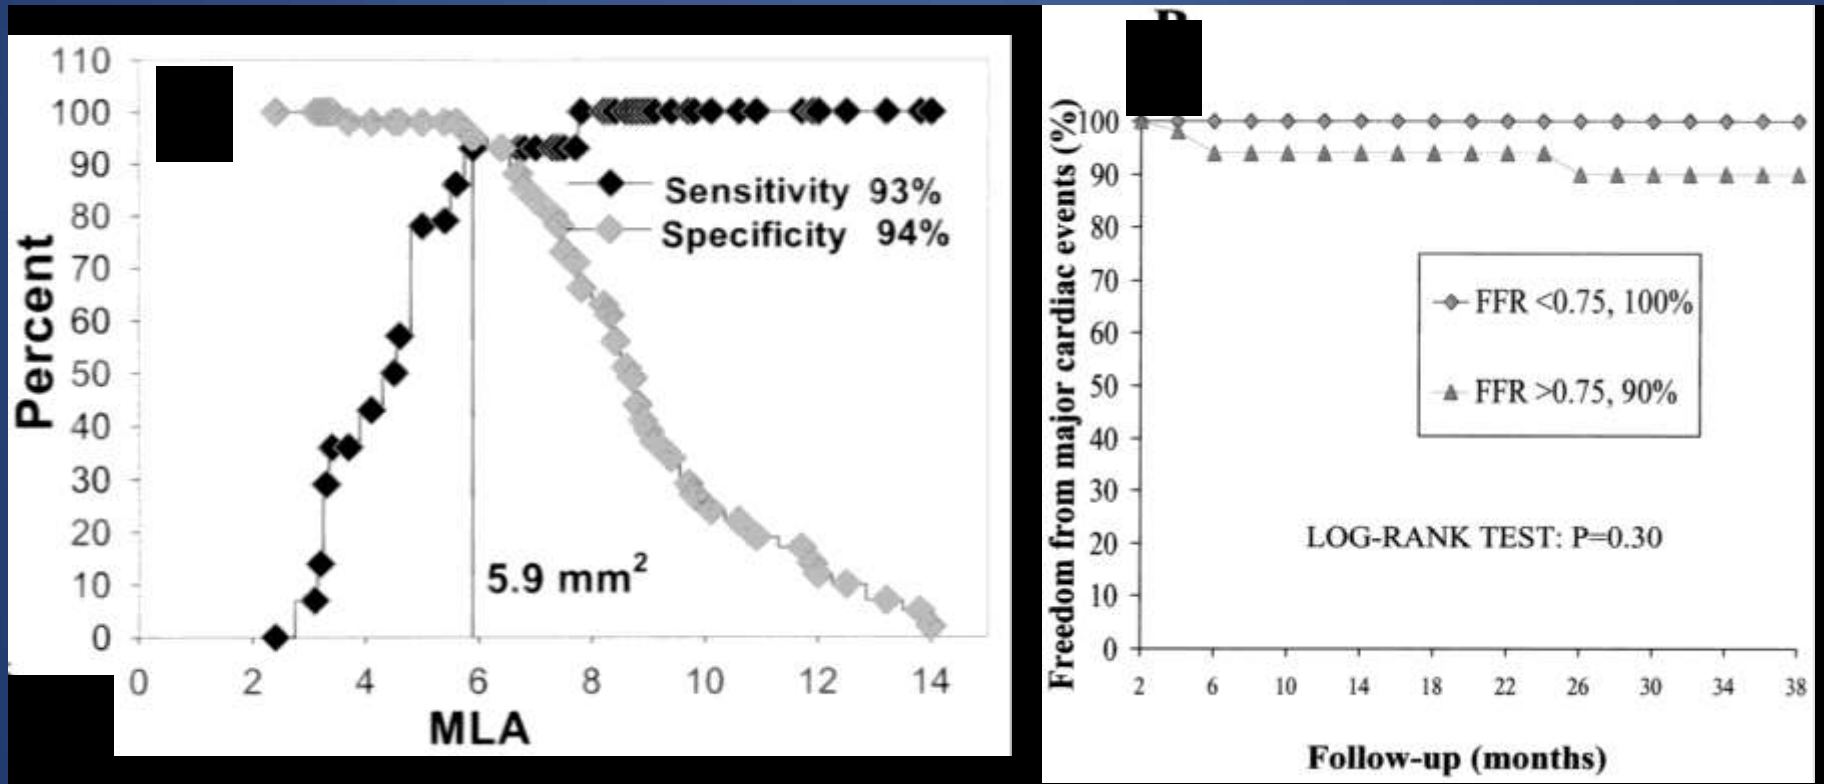 110
100
90
80
70
60
50
40
30
20
10
0
Percent
Sensitivity 93%
Specificity 94%
5.9 mm²
0 2 4 6 8 10 12 14
MLA
Freedom from major cardiac events (%)
100
90
80
70
60
50
40
30
20
10
0
FFR <0.75, 100%
FFR >0.75, 90%
LOG-RANK TEST: P=0.30
2 6 10 14 18 22 26 30 34 38
Follow-up (months)